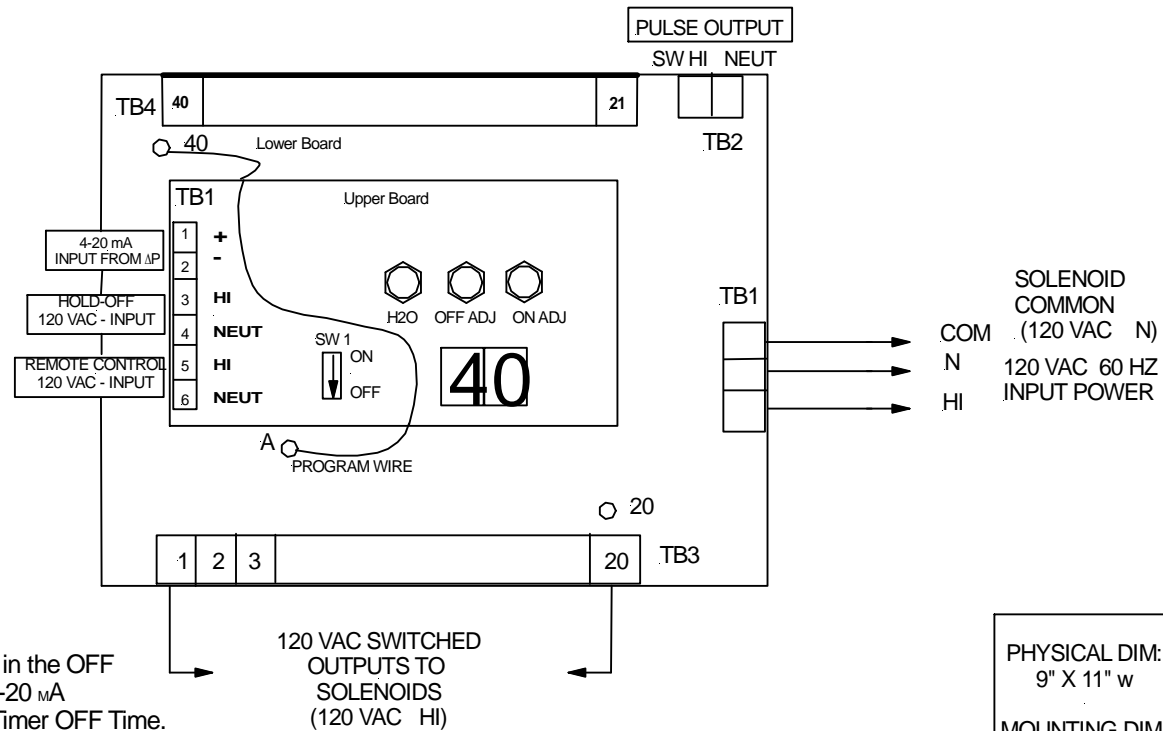 PULSE OUTPUT
SW HI NEUT
TB4 40 21
TB2
40 Lower Board
TB1 Upper Board
4-20 mA
INPUT FROM ΔP
1 +
2 -
HOLD-OFF
120 VAC - INPUT
3 HI
4 NEUT
REMOTE CONTROL
120 VAC - INPUT
5 HI
6 NEUT
H2O OFF ADJ ON ADJ
SW 1
ON
OFF
40
A
PROGRAM WIRE
TB1
COM
N
HI
SOLENOID
COMMON
(120 VAC N)
120 VAC 60 HZ
INPUT POWER
20
1 2 3 20 TB3
120 VAC SWITCHED
OUTPUTS TO
SOLENOIDS
(120 VAC HI)
in the OFF
-20 MA
Timer OFF Time.
PHYSICAL DIM:
9" X 11" w
MOUNTING DIM